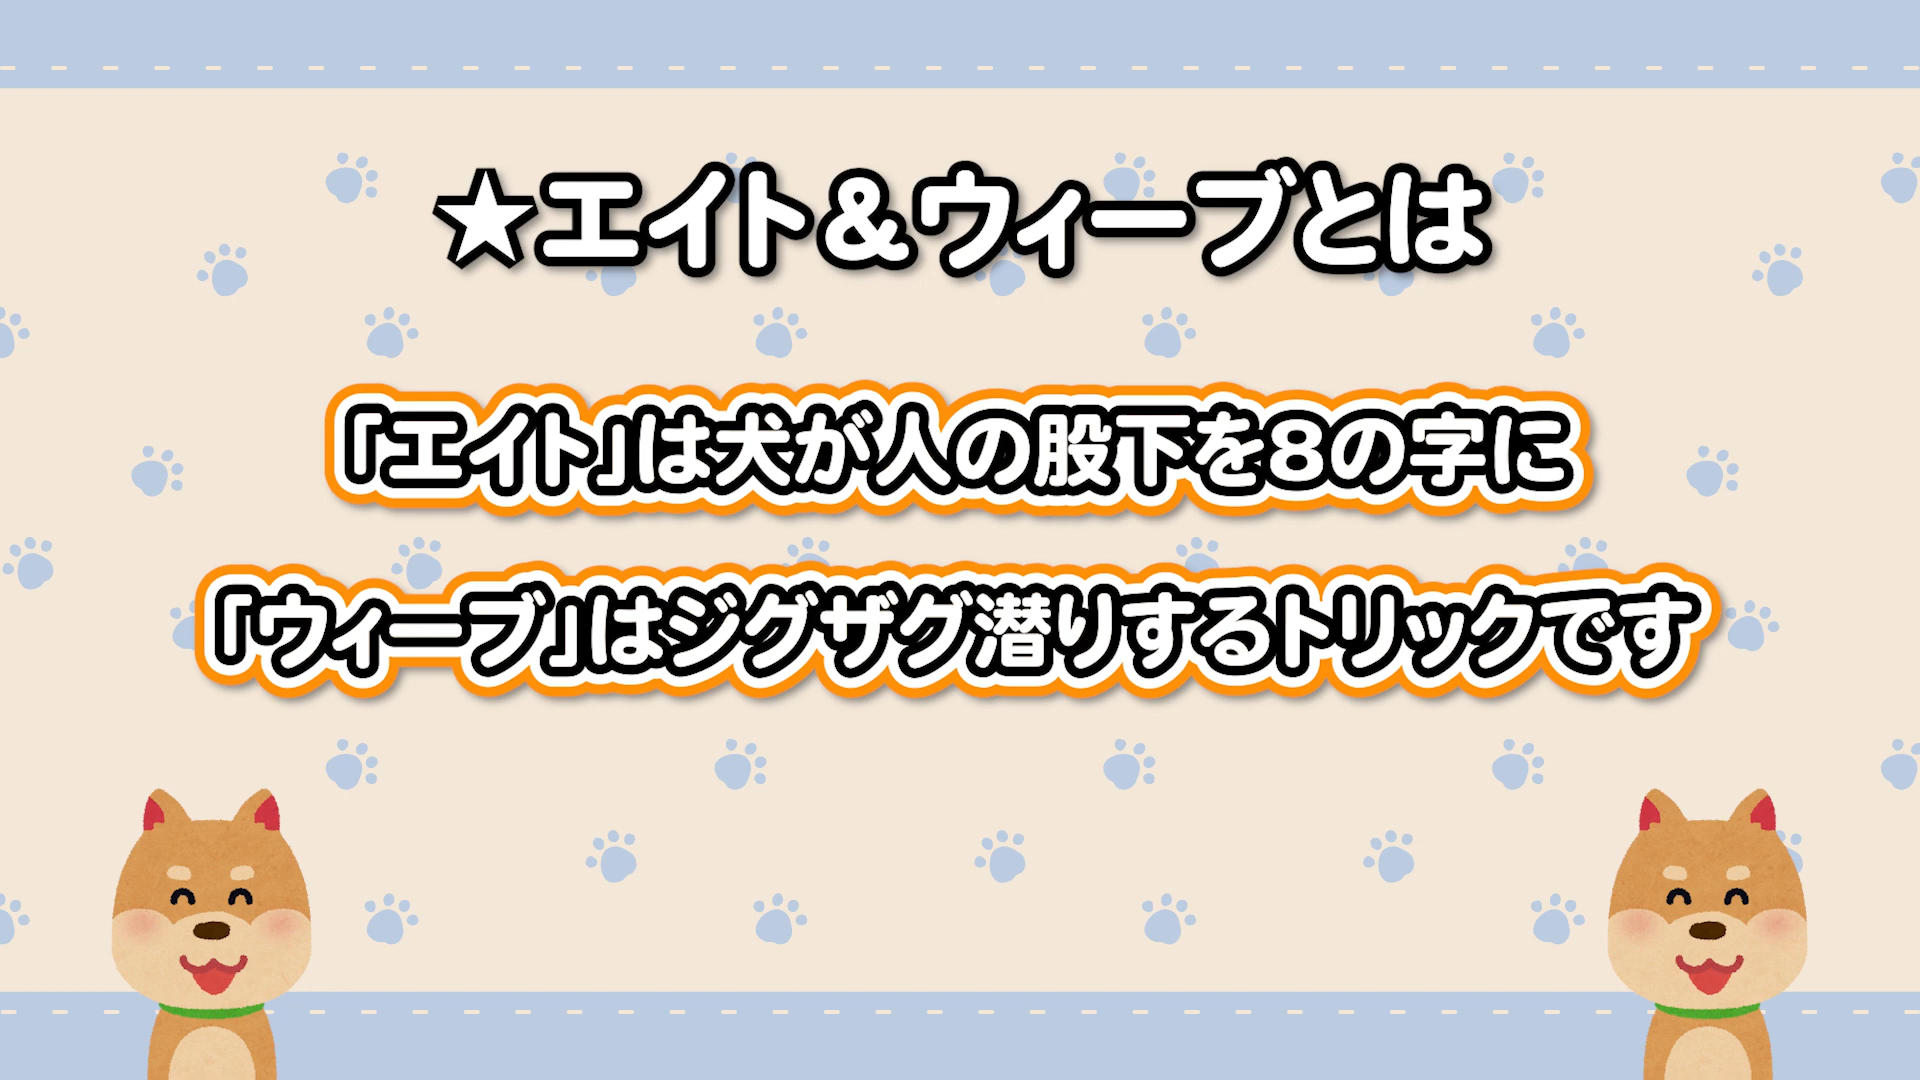 ★エイト＆ウィーブとは
「エイト」は犬が人の股下を8の字に
「ウィーブ」はジグザグ潜りするトリックです